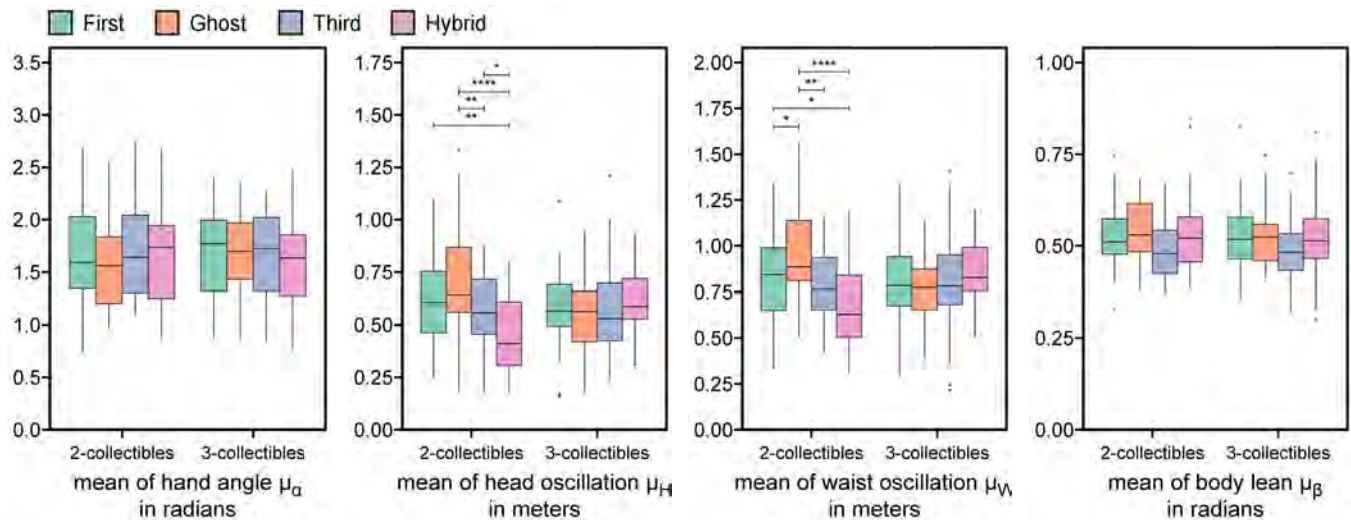 First Ghost Third Hybrid
3.5
3.0
2.5
2.0
1.5
1.0
0.5
0.0
2-collectibles 3-collectibles
mean of hand angle μα
in radians
1.75
****
**
**
*
1.50
1.25
1.00
0.75
0.50
0.25
0.00
2-collectibles 3-collectibles
mean of head oscillation μH
in meters
2.00
****
**
*
*
1.75
1.50
1.25
1.00
0.75
0.50
0.25
0.00
2-collectibles 3-collectibles
mean of waist oscillation μW
in meters
1.00
0.75
0.50
0.25
0.00
2-collectibles 3-collectibles
mean of body lean μβ
in radians